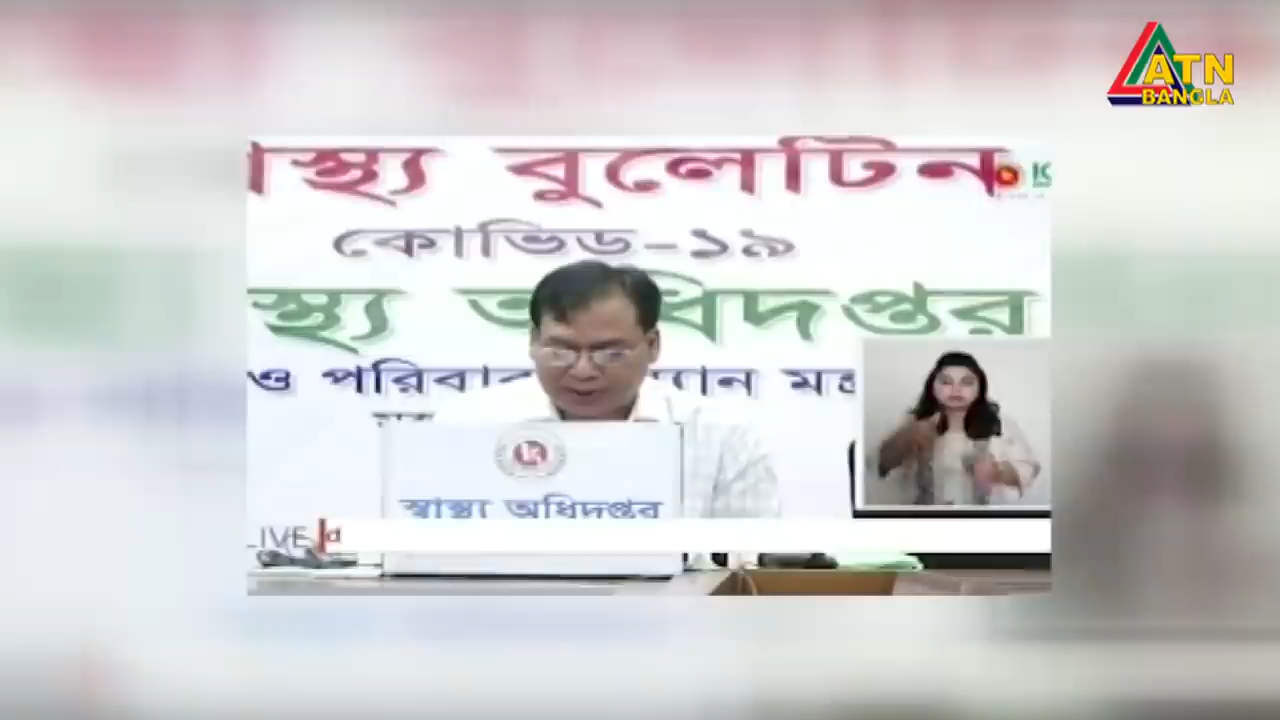 ATN
BANGLA
াস্থ্য বুলেটিন
কোভিড-১৯
স্থ্য অধিদপ্তর
ও পরিবার
স্বাস্থ্য অধিদপ্তর
LIVE